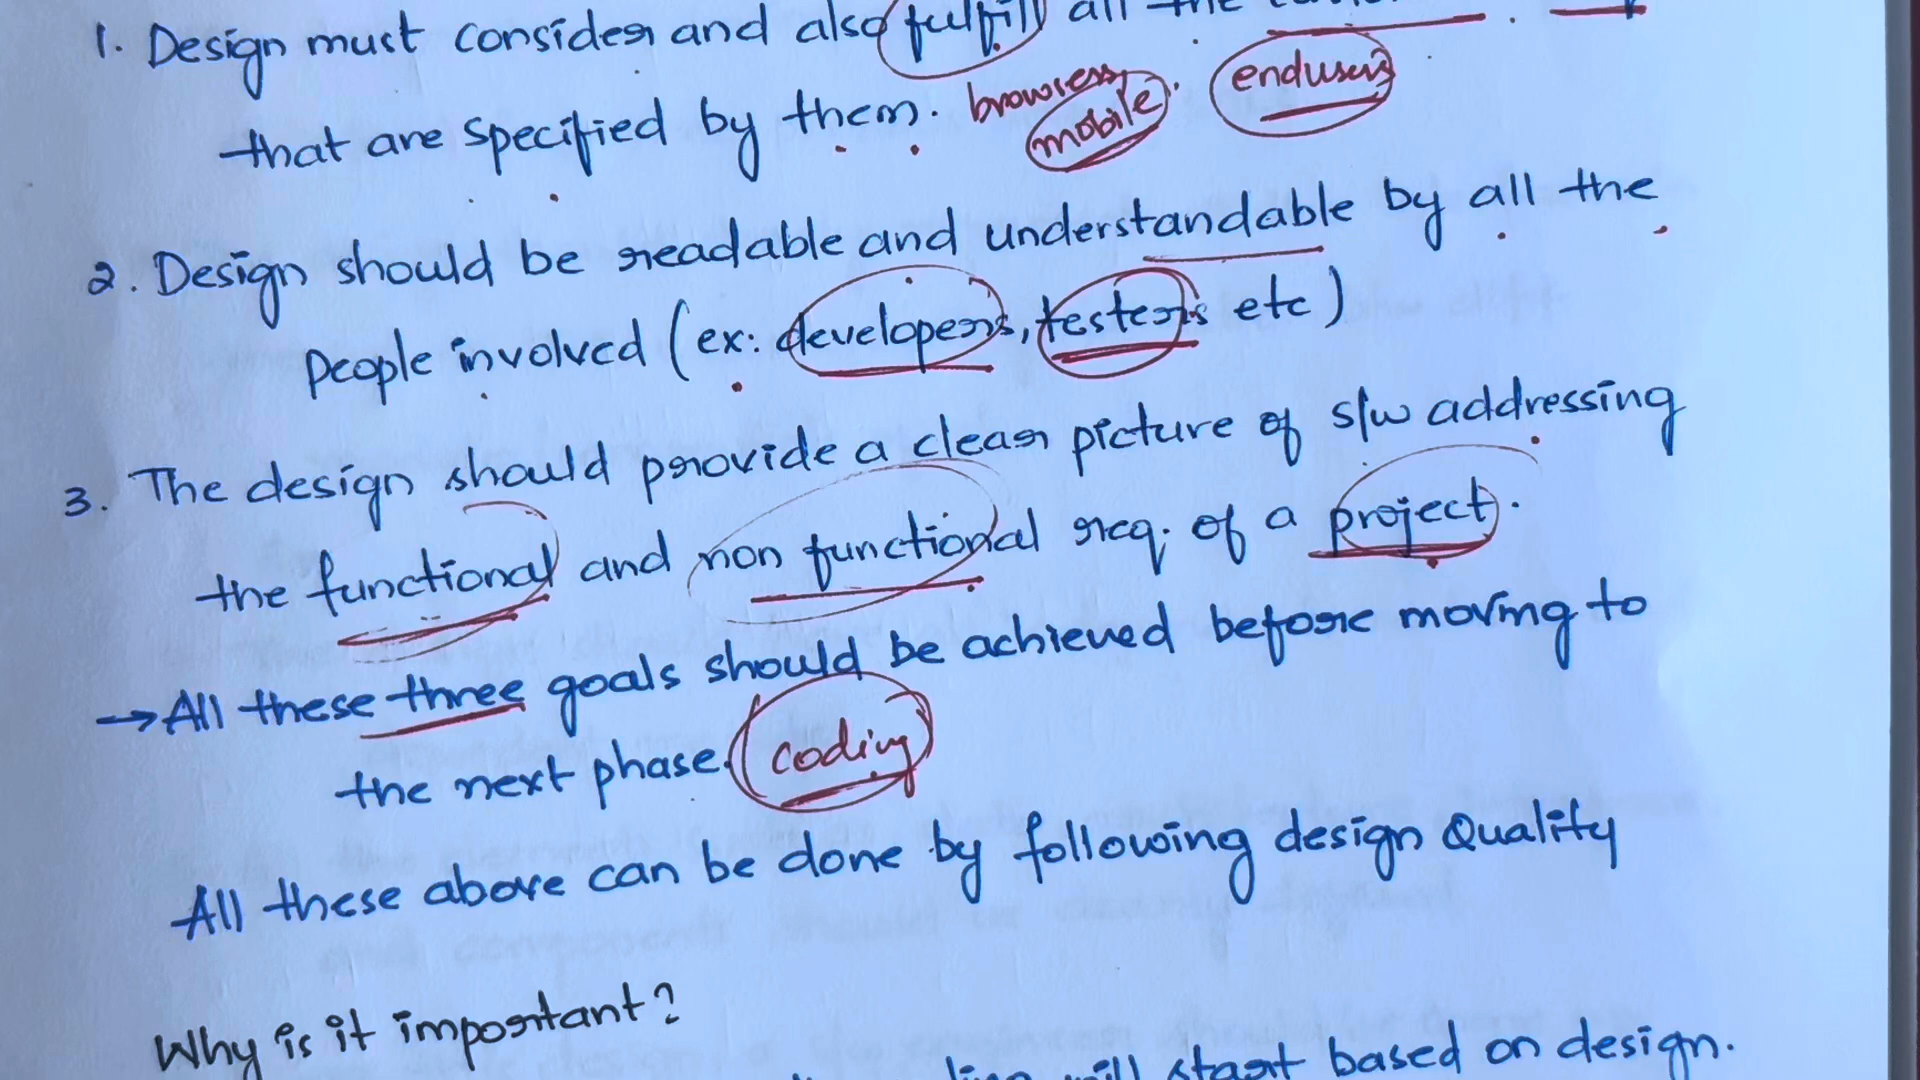 1. Design must consider and also fulfill all the
that are specified by them. browsers mobile endusers
2. Design should be readable and understandable by all the
People involved (ex: developers, testers etc)
3. The design should provide a clear picture of s/w addressing
the functional and non functional req. of a project.
→ All these three goals should be achieved before moving to
the next phase. coding
All these above can be done by following design Quality
Why is it important?
will start based on design.